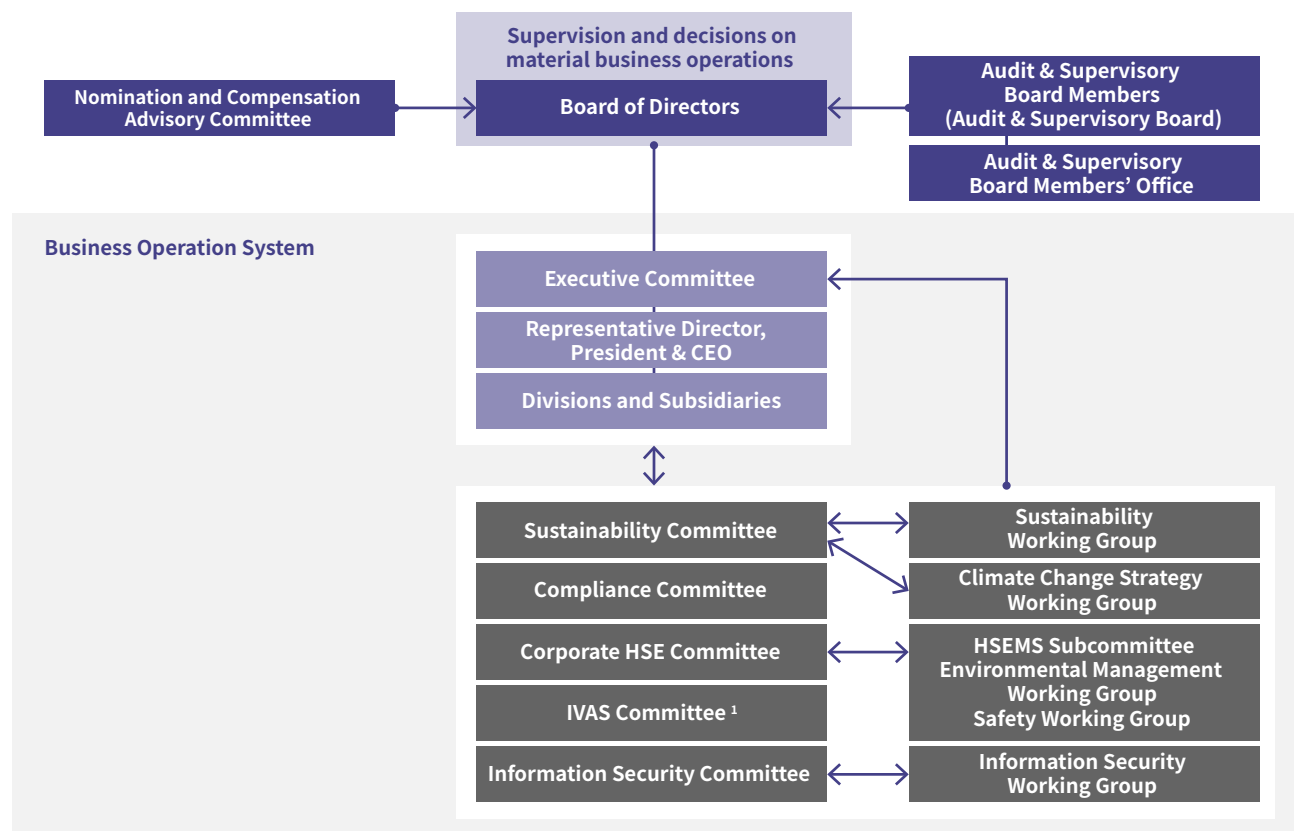 Supervision and decisions on
material business operations
Nomination and Compensation
Advisory Committee
Board of Directors
Audit & Supervisory
Board Members
(Audit & Supervisory Board)
Audit & Supervisory
Board Members’ Office
Business Operation System
Executive Committee
Representative Director,
President & CEO
Divisions and Subsidiaries
Sustainability Committee
Sustainability
Working Group
Compliance Committee
Climate Change Strategy
Working Group
Corporate HSE Committee
HSEMS Subcommittee
Environmental Management
Working Group
Safety Working Group
IVAS Committee ¹
Information Security Committee
Information Security
Working Group